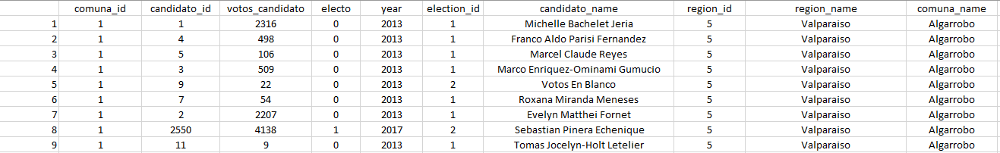 comuna_id candidato_id votos_candidato electo year election_id candidato_name region_id region_name comuna_name
1 1 1 2316 0 2013 1 Michelle Bachelet Jeria 5 Valparaiso Algarrobo
2 1 4 498 0 2013 1 Franco Aldo Parisi Fernandez 5 Valparaiso Algarrobo
3 1 5 106 0 2013 1 Marcel Claude Reyes 5 Valparaiso Algarrobo
4 1 3 509 0 2013 1 Marco Enriquez-Ominami Gumucio 5 Valparaiso Algarrobo
5 1 9 22 0 2013 2 Votos En Blanco 5 Valparaiso Algarrobo
6 1 7 54 0 2013 1 Roxana Miranda Meneses 5 Valparaiso Algarrobo
7 1 2 2207 0 2013 1 Evelyn Matthei Fornet 5 Valparaiso Algarrobo
8 1 2550 4138 1 2017 2 Sebastian Pinera Echenique 5 Valparaiso Algarrobo
9 1 11 9 0 2013 1 Tomas Jocelyn-Holt Letelier 5 Valparaiso Algarrobo